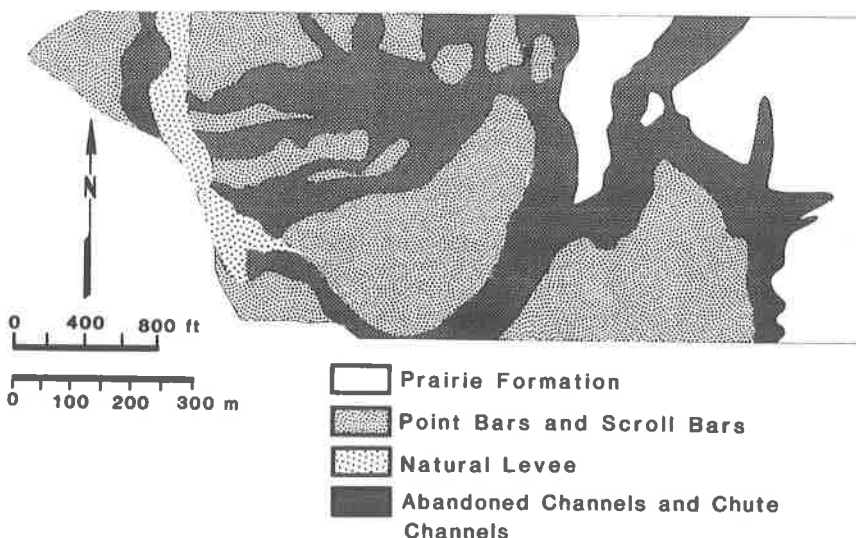 N
0 400 800 ft
0 100 200 300 m
Prairie Formation
Point Bars and Scroll Bars
Natural Levee
Abandoned Channels and Chute
Channels